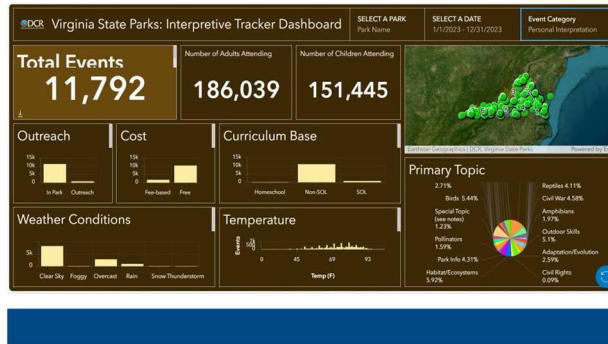 DCR Virginia State Parks: Interpretive Tracker Dashboard
SELECT A PARK
Park Name
SELECT A DATE
1/1/2023 - 12/31/2023
Event Category
Personal Interpretation
Total Events
11,792
Number of Adults Attending
186,039
Number of Children Attending
151,445
Earthstar Geographics | DCR, Virginia State Parks
Powered by
Outreach
15k
10k
5k
0
In Park Outreach
Cost
15k
10k
5k
0
Fee-based Free
Curriculum Base
15k
10k
5k
0
Homeschool Non-SOL SOL
Primary Topic
2.71%
Birds 5.44%
Special Topic
(see notes)
1.23%
Pollinators
1.59%
Park Info 4.31%
Habitat/Ecosystems
5.92%
Reptiles 4.11%
Civil War 4.58%
Amphibians
1.97%
Outdoor Skills
5.1%
Adaptation/Evolution
2.59%
Civil Rights
0.09%
Weather Conditions
5k
0
Clear Sky Foggy Overcast Rain Snow Thunderstorm
Temperature
Events
0 45 69 93
Temp (F)